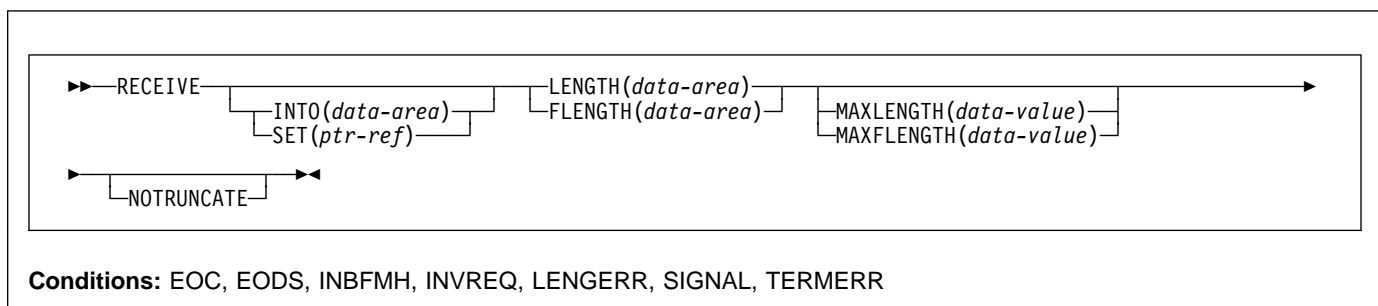 RECEIVE LENGTH(data-area)
INTO(data-area) FLENGTH(data-area) MAXLENGTH(data-value)
SET(ptr-ref) MAXFLENGTH(data-value)
NOTRUNCATE
Conditions: EOC, EODS, INBFMH, INVREQ, LENGERR, SIGNAL, TERMERR